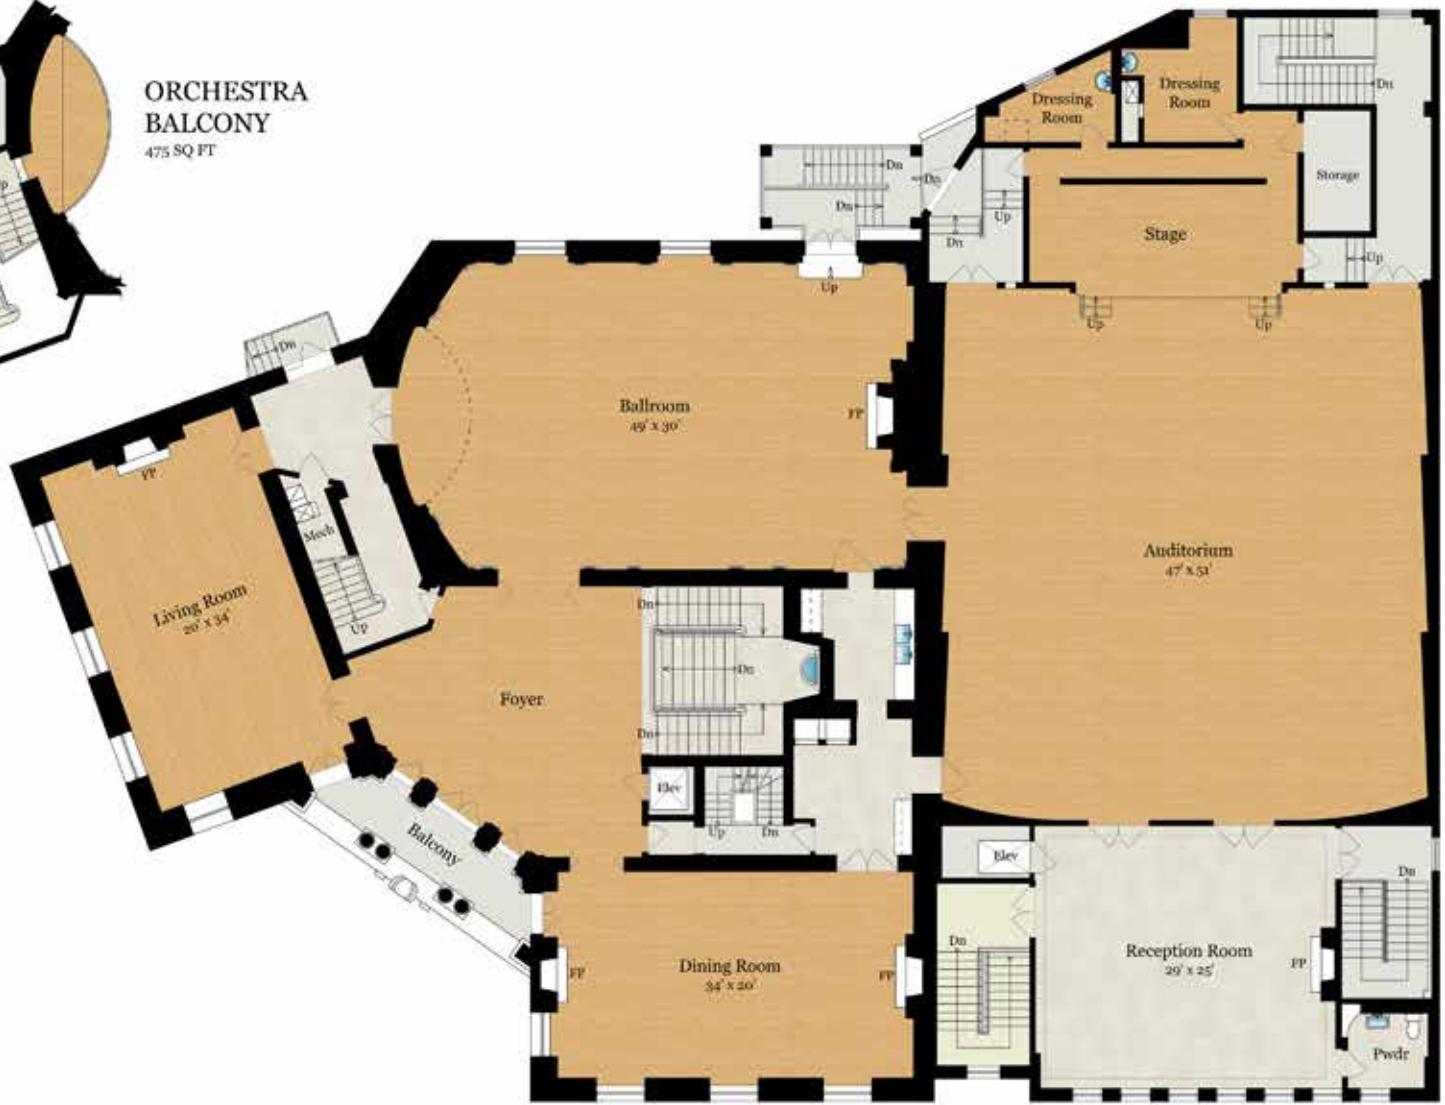 ORCHESTRA
BALCONY
475 SQ FT
Dressing
Room
Dressing
Room
Dn
Storage
Dn
Dn
Dn
Up
Dn
Stage
Up
Up
Up
Up
Dn
Ballroom
49' x 30'
FP
FP
Mech
Up
Living Room
20' x 34'
Auditorium
47' x 51'
Dn
Dn
Dn
Foyer
Elev
Up
Dn
Balcony
Elev
Dn
Dn
Dining Room
34' x 20'
FP
FP
Reception Room
29' x 25'
FP
Pwdr